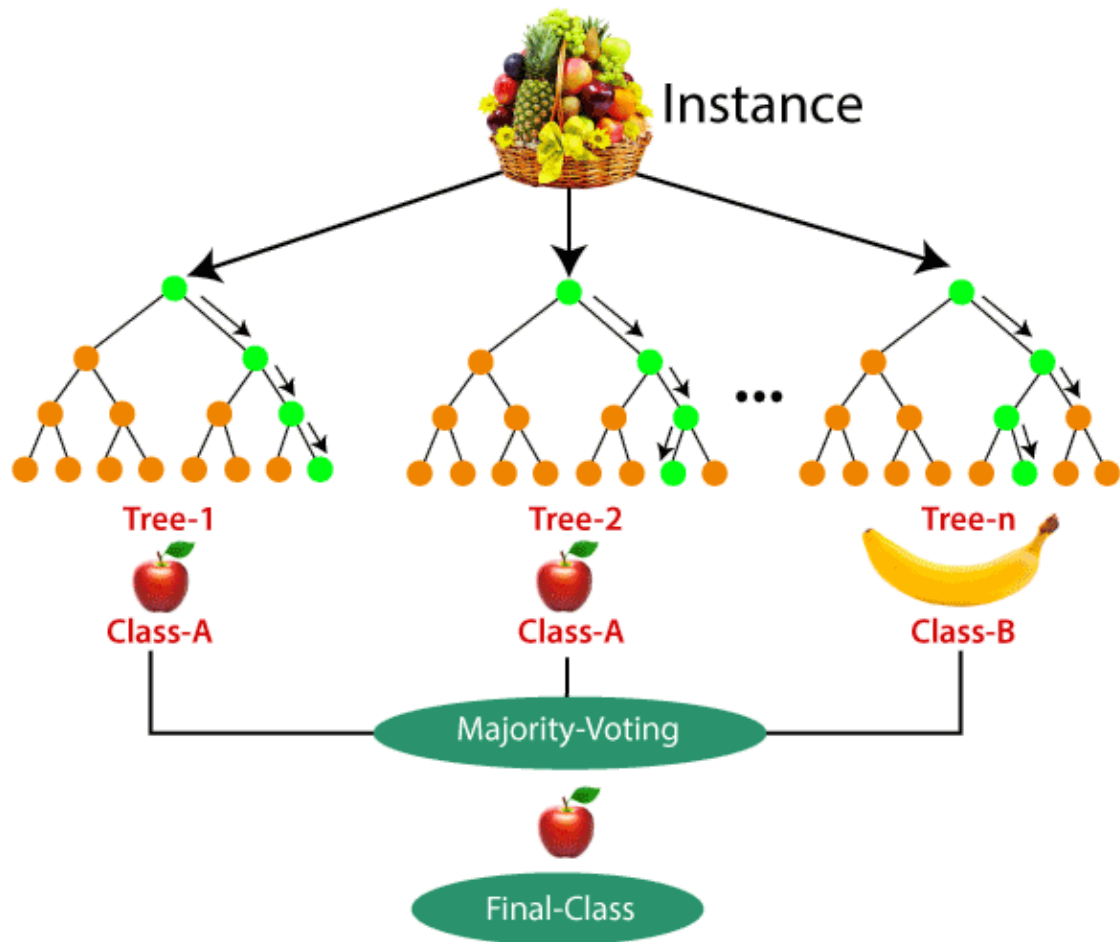 Instance
...
Tree-1
Tree-2
Tree-n
Class-A
Class-A
Class-B
Majority-Voting
Final-Class